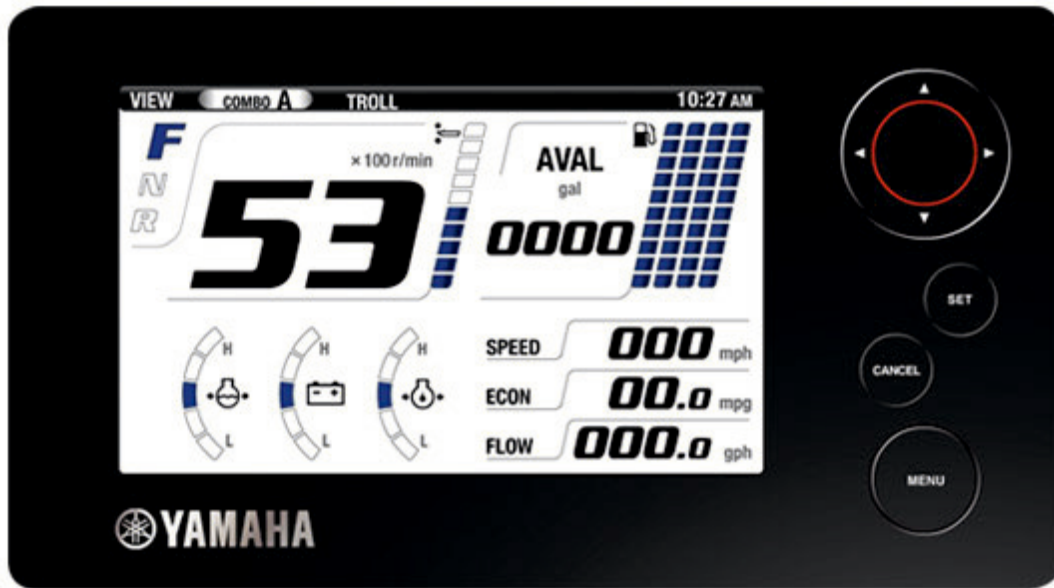 VIEW COMBO A TROLL 10:27 AM
F
N
R
×100 r/min
53
AVAL
gal
0000
H
L
H
L
H
L
SPEED 000 mph
ECON 00.0 mpg
FLOW 000.0 gph
SET
CANCEL
MENU
YAMAHA